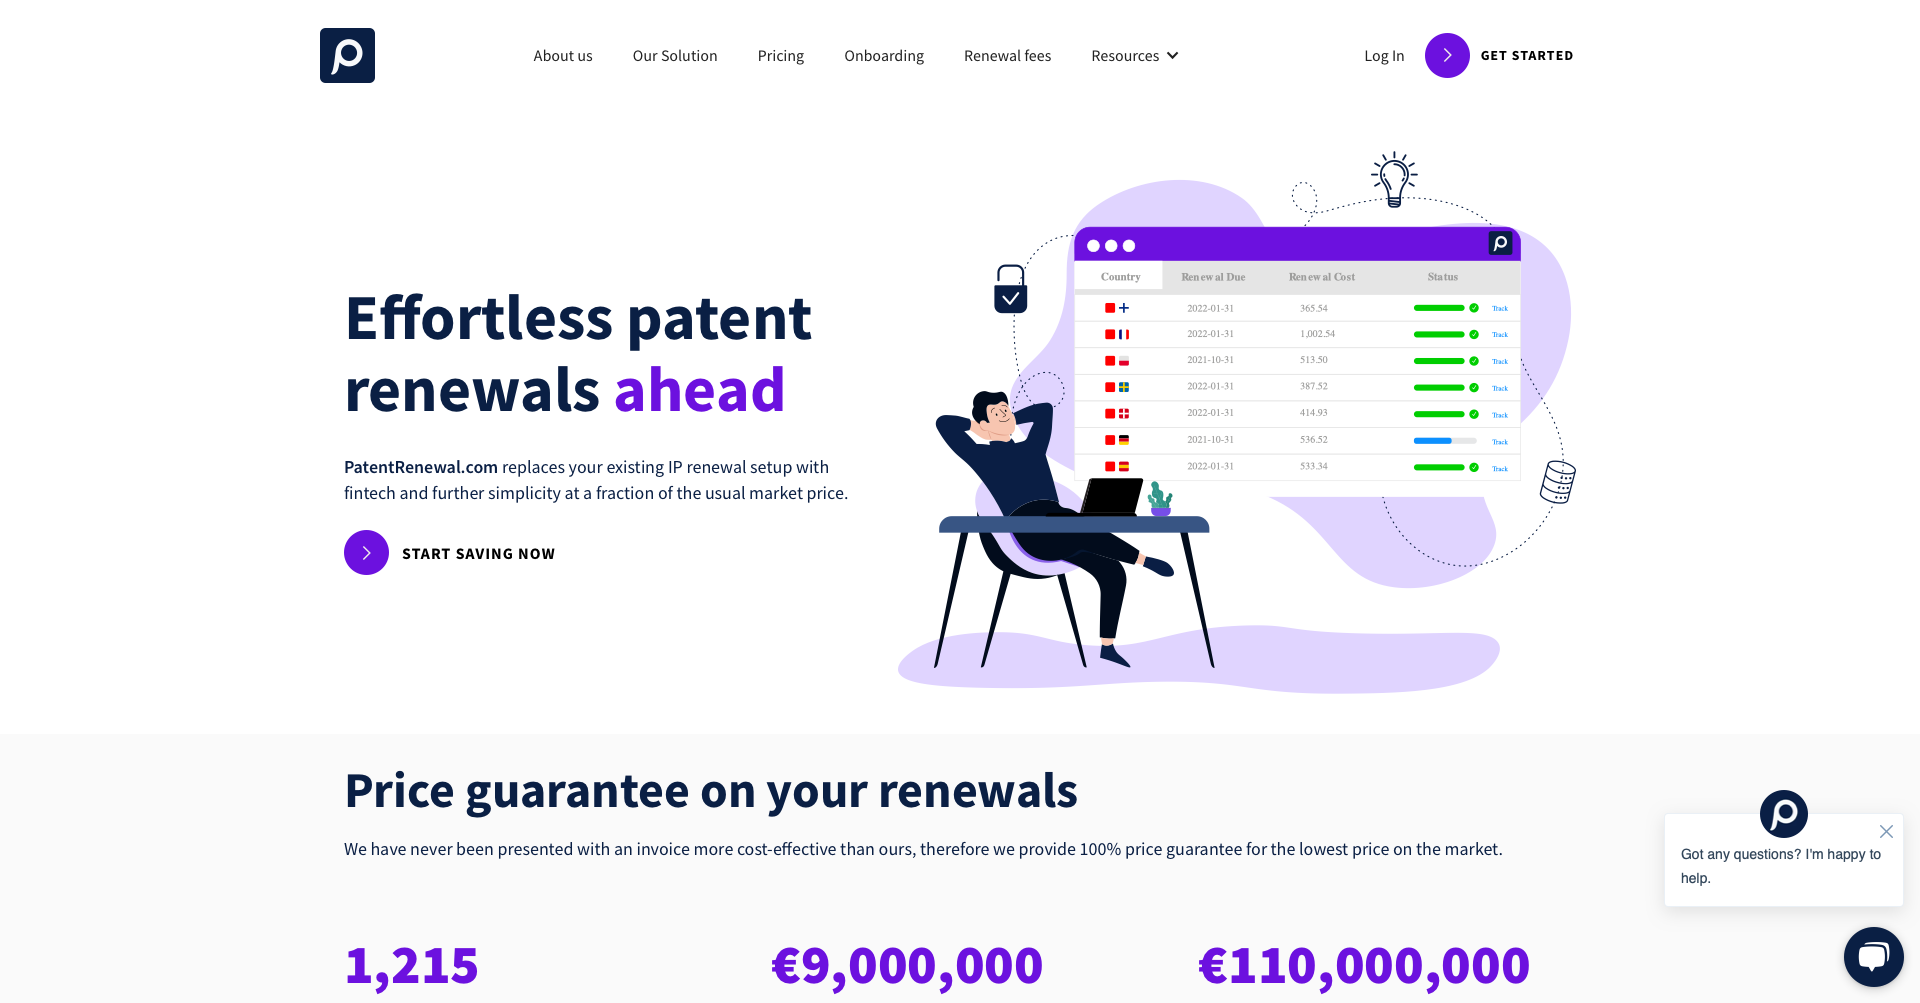 About us
Our Solution
Pricing
Onboarding
Renewal fees
Resources
Log In
GET STARTED
Effortless patent
renewals ahead
PatentRenewal.com replaces your existing IP renewal setup with
fintech and further simplicity at a fraction of the usual market price.
START SAVING NOW
Country Renewal Due Renewal Cost Status
2022-01-31 365.54 Track
2022-01-31 1,002.54 Track
2021-10-31 513.50 Track
2022-01-31 387.52 Track
2022-01-31 414.93 Track
2021-10-31 536.52 Track
2022-01-31 533.34 Track
Price guarantee on your renewals
We have never been presented with an invoice more cost-effective than ours, therefore we provide 100% price guarantee for the lowest price on the market.
1,215
€9,000,000
€110,000,000
Got any questions? I'm happy to
help.